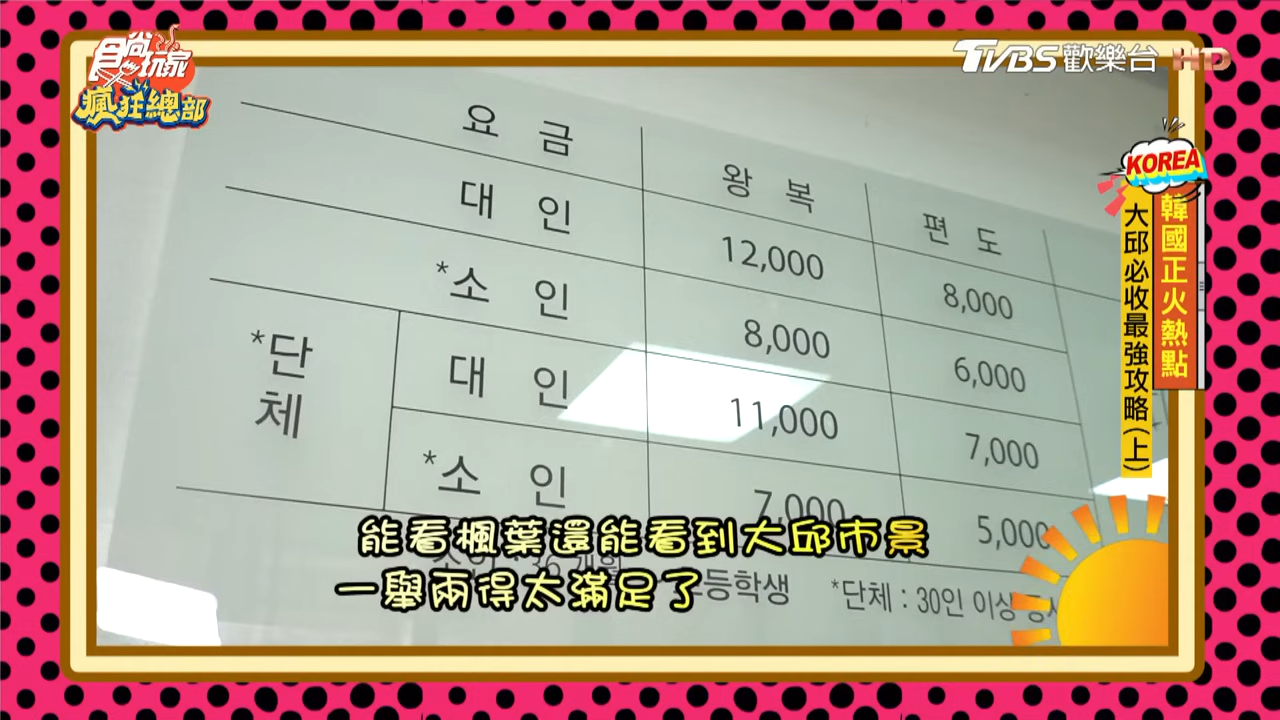 食尚玩家
瘋狂總部
TVBS歡樂台 HD
KOREA
韓國正火熱點
大邱必收最強攻略(上)
요 금 왕 복 편 도
대 인 12,000 8,000
*소 인 8,000 6,000
*단체 대 인 11,000 7,000
*소 인 7,000 5,000
등학생 *단체 : 30인 이상
能看楓葉還能看到大邱市景
一舉兩得太滿足了